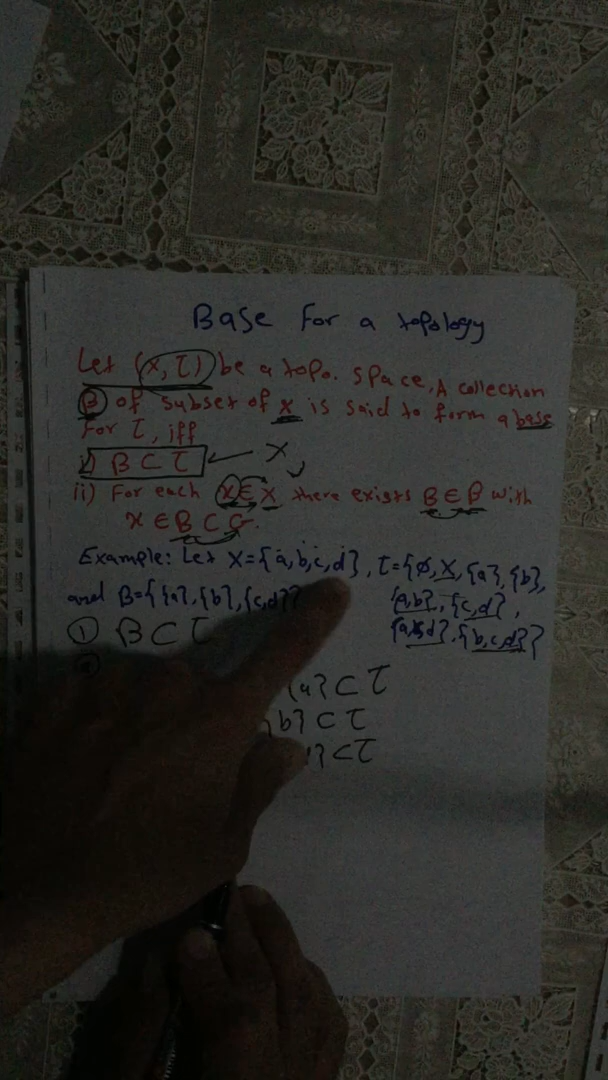 Base For a topology
Let (X, τ) be a topo. space, A collection
β of subset of X is said to form a base
For τ, iff
i) β ⊂ τ X
ii) For each x ∈ X there exists B ∈ β with
x ∈ B ⊂ G.
Example: Let X={a,b,c,d}, τ={ϕ,X,{a},{b},
and β={{a},{b},{c,d}} {a,b},{c,d},
① β ⊂ τ ,{b,c,d}}
{a} ⊂ τ
{b} ⊂ τ
} ⊂ τ